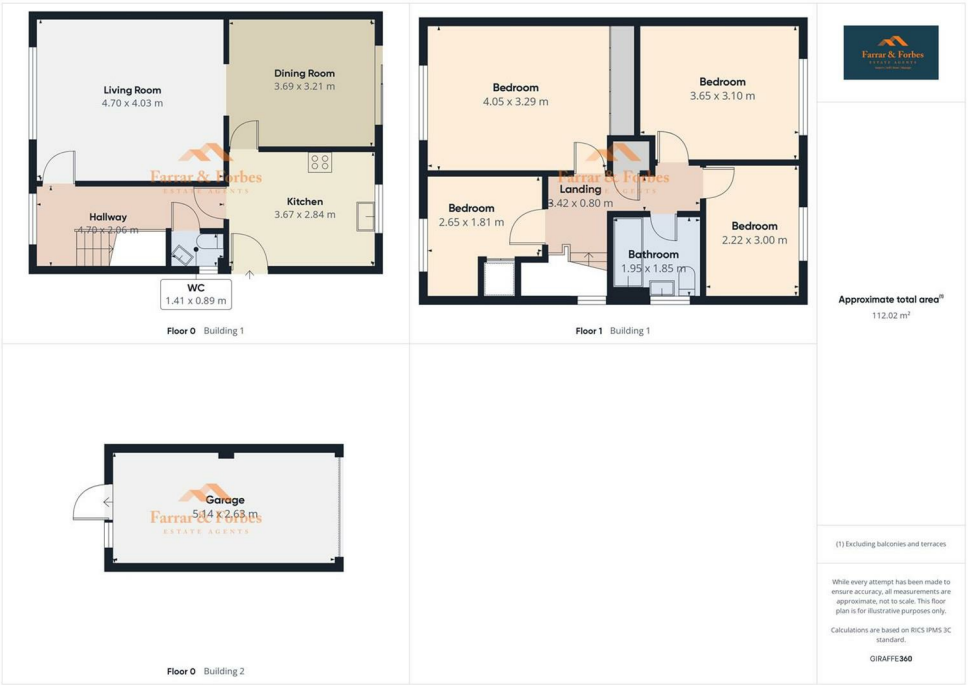 Living Room
4.70 x 4.03 m
Dining Room
3.69 x 3.21 m
Farrar & Forbes
ESTATE AGENTS
Hallway
4.70 x 2.06 m
Kitchen
3.67 x 2.84 m
WC
1.41 x 0.89 m
Floor 0 Building 1
Bedroom
4.05 x 3.29 m
Bedroom
3.65 x 3.10 m
Farrar & Forbes
AGENTS
Landing
3.42 x 0.80 m
Bedroom
2.65 x 1.81 m
Bedroom
2.22 x 3.00 m
Bathroom
1.95 x 1.85 m
Floor 1 Building 1
Garage
5.14 x 2.63 m
Farrar & Forbes
ESTATE AGENTS
Floor 0 Building 2
Farrar & Forbes
ESTATE AGENTS
Approximate total area(1)
112.02 m²
(1) Excluding balconies and terraces
While every attempt has been made to
ensure accuracy, all measurements are
approximate, not to scale. This floor
plan is for illustrative purposes only.
Calculations are based on RICS IPMS 3C
standard.
GIRAFFE360